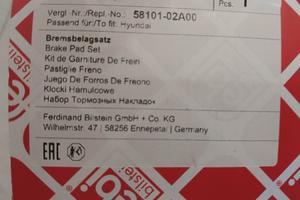 Pcs.
Vergl.-Nr./Repl.-No.: 58101-02A00
Passend für/To fit: Hyundai
Bremsbelagsatz
Brake Pad Set
Kit de Garniture De Frein
Pastiglie Freno
Juego De Forros De Freono
Klocki Hamulcowe
Набор Тормозных Накладок
Ferdinand Bilstein GmbH + Co. KG
Wilhelmstr. 47 | 58256 Ennepetal | Germany
EAC
bilstein